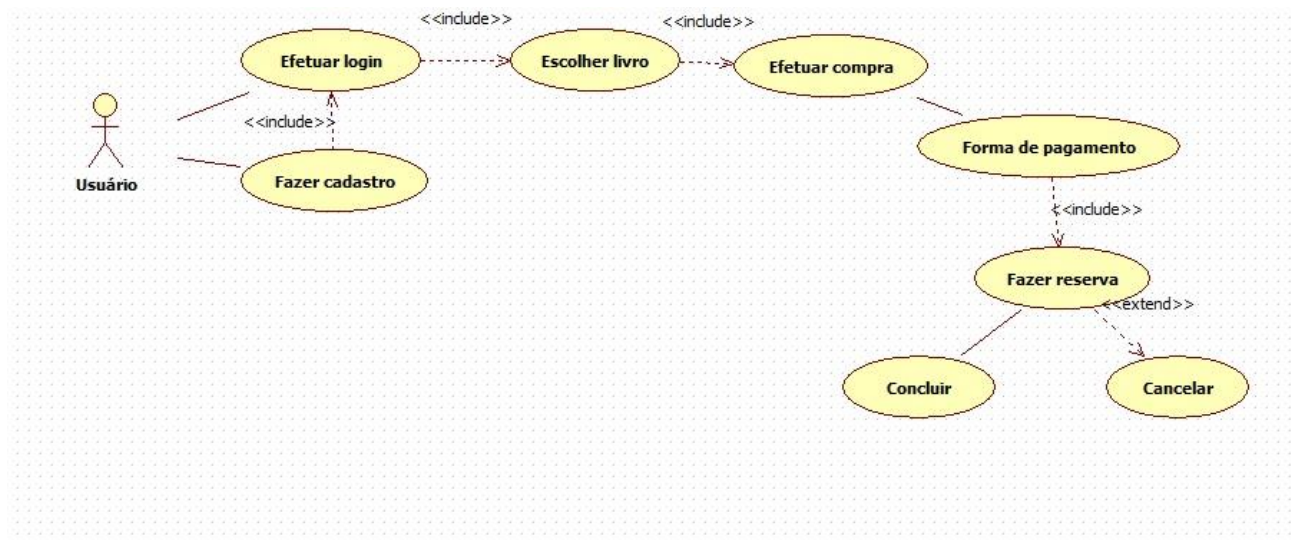 <<include>>
<<include>>
Efetuar login
Escolher livro
Efetuar compra
<<include>>
Usuário
Fazer cadastro
Forma de pagamento
<<include>>
Fazer reserva
<<extend>>
Concluir
Cancelar